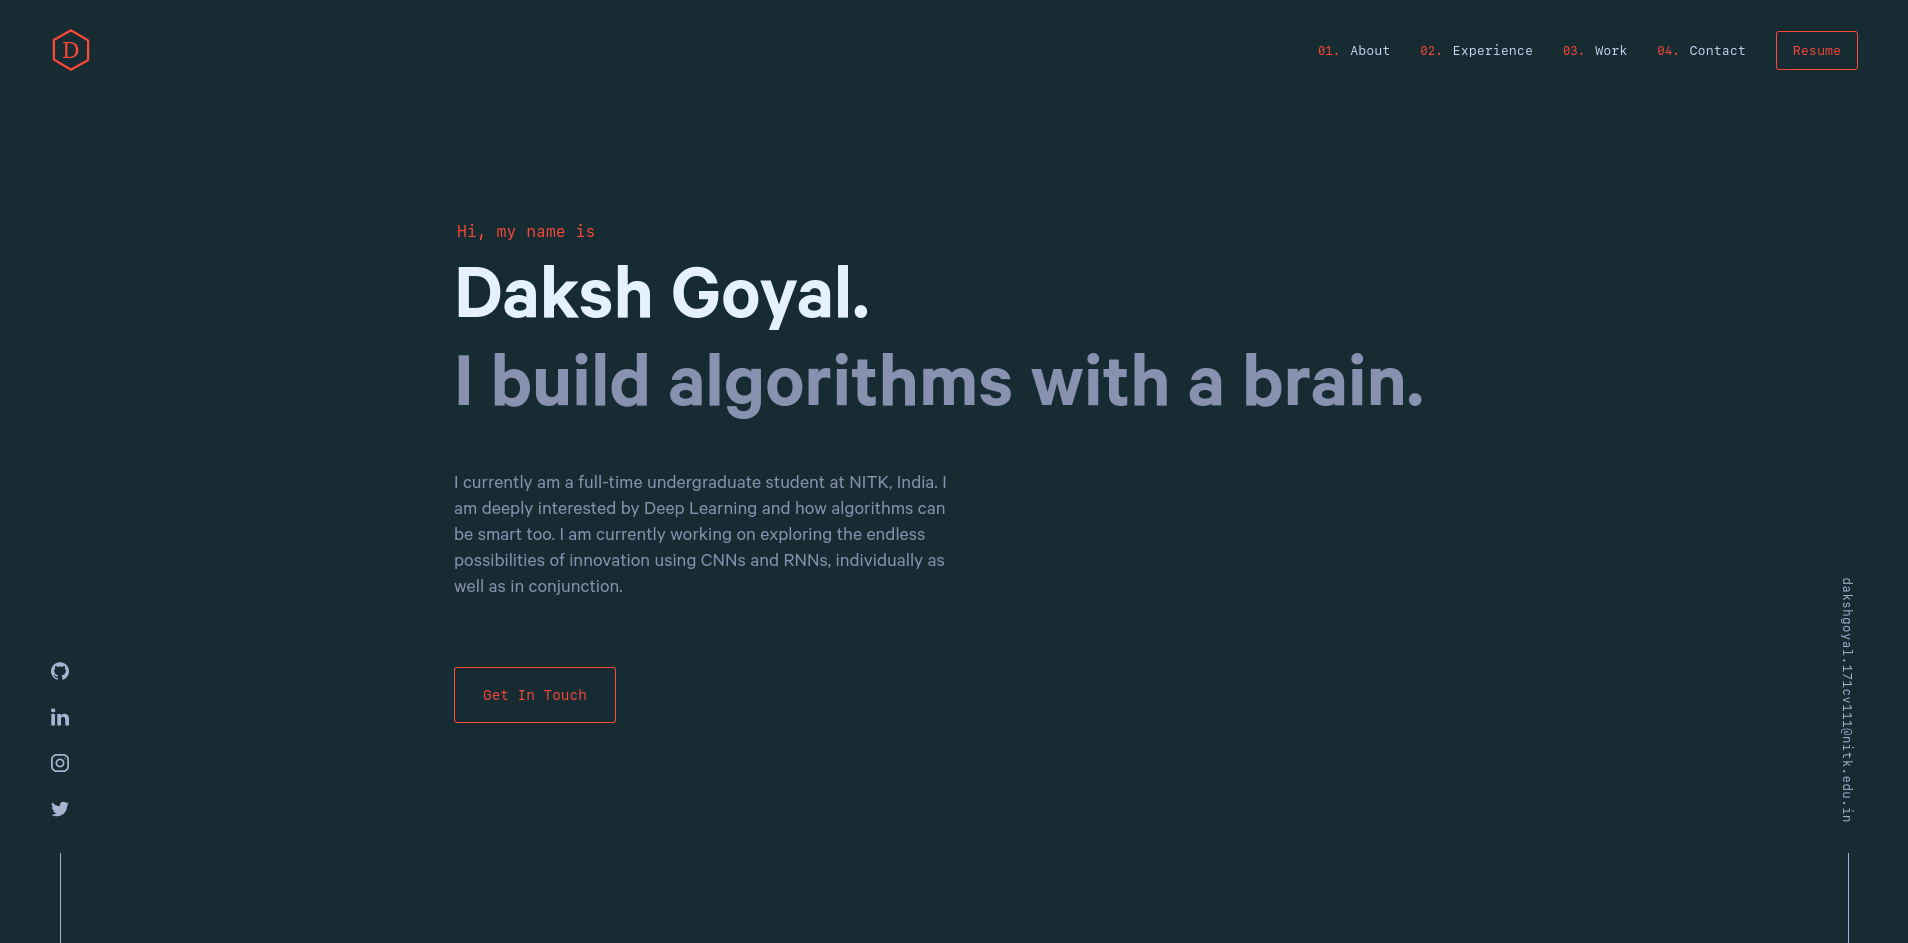 D
01. About 02. Experience 03. Work 04. Contact Resume
Hi, my name is
Daksh Goyal.
I build algorithms with a brain.
I currently am a full-time undergraduate student at NITK, India. I
am deeply interested by Deep Learning and how algorithms can
be smart too. I am currently working on exploring the endless
possibilities of innovation using CNNs and RNNs, individually as
well as in conjunction.
Get In Touch
in
dakshgoyal.171cv111@nitk.edu.in